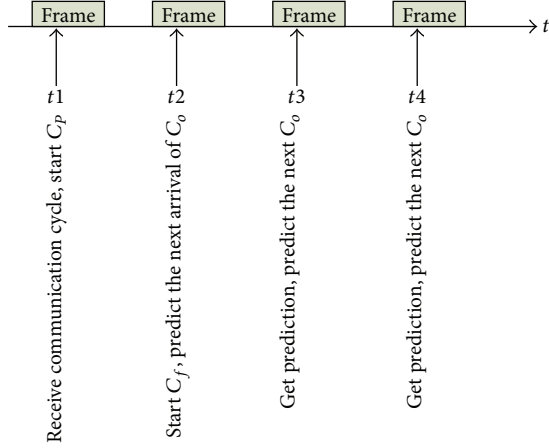 Frame Frame Frame Frame
t
t1 t2 t3 t4
Receive communication cycle, start C_P
Start C_f, predict the next arrival of C_o
Get prediction, predict the next C_o
Get prediction, predict the next C_o